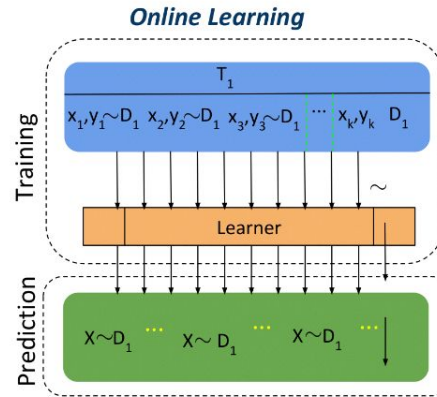 Online Learning
Training
T₁
x₁,y₁~D₁ x₂,y₂~D₁ x₃,y₃~D₁ ... xₖ,yₖ D₁
~
Learner
Prediction
X~D₁ ... X~ D₁ ... X~D₁ ...